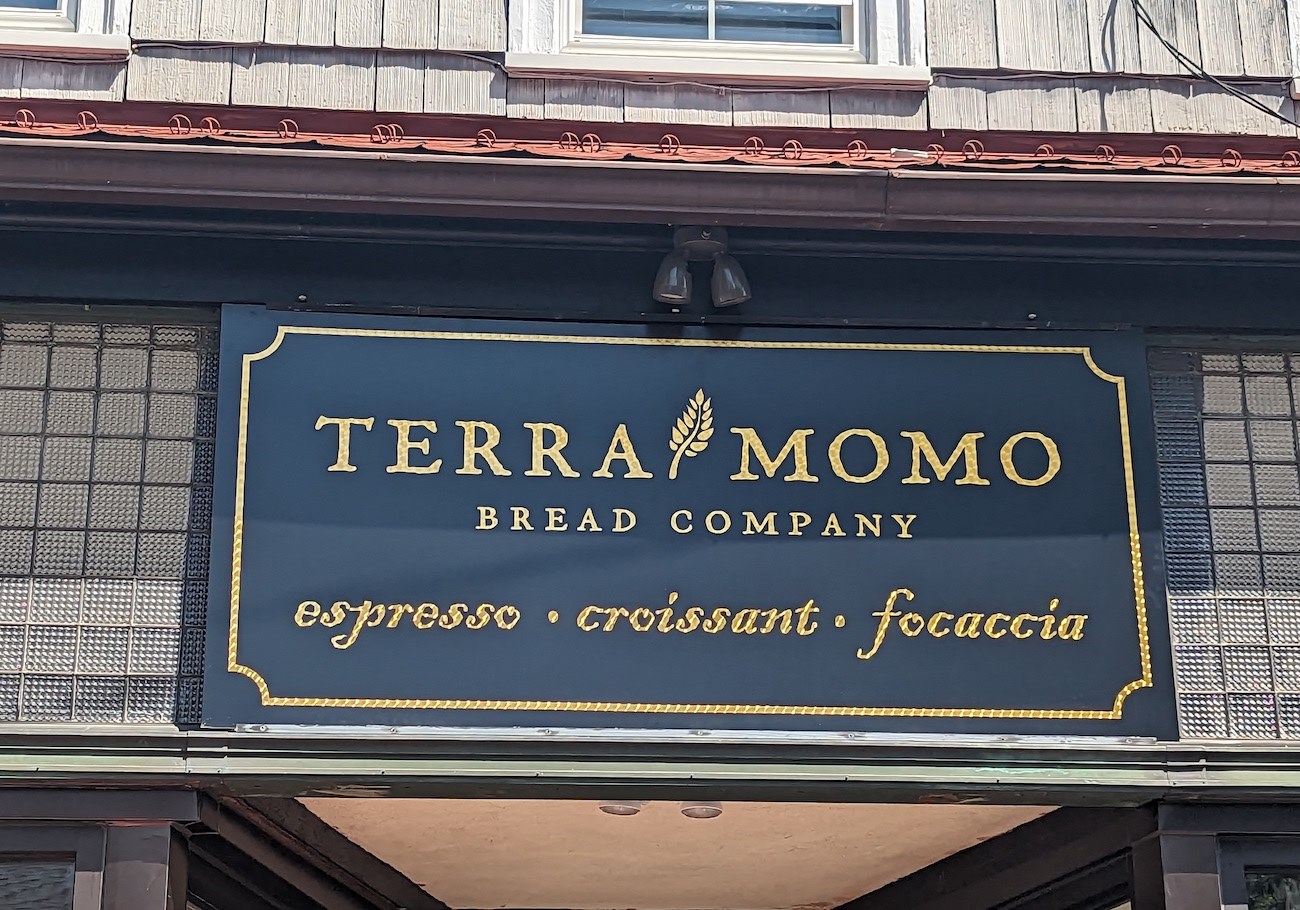 TERRA MOMO
BREAD COMPANY
espresso · croissant · focaccia